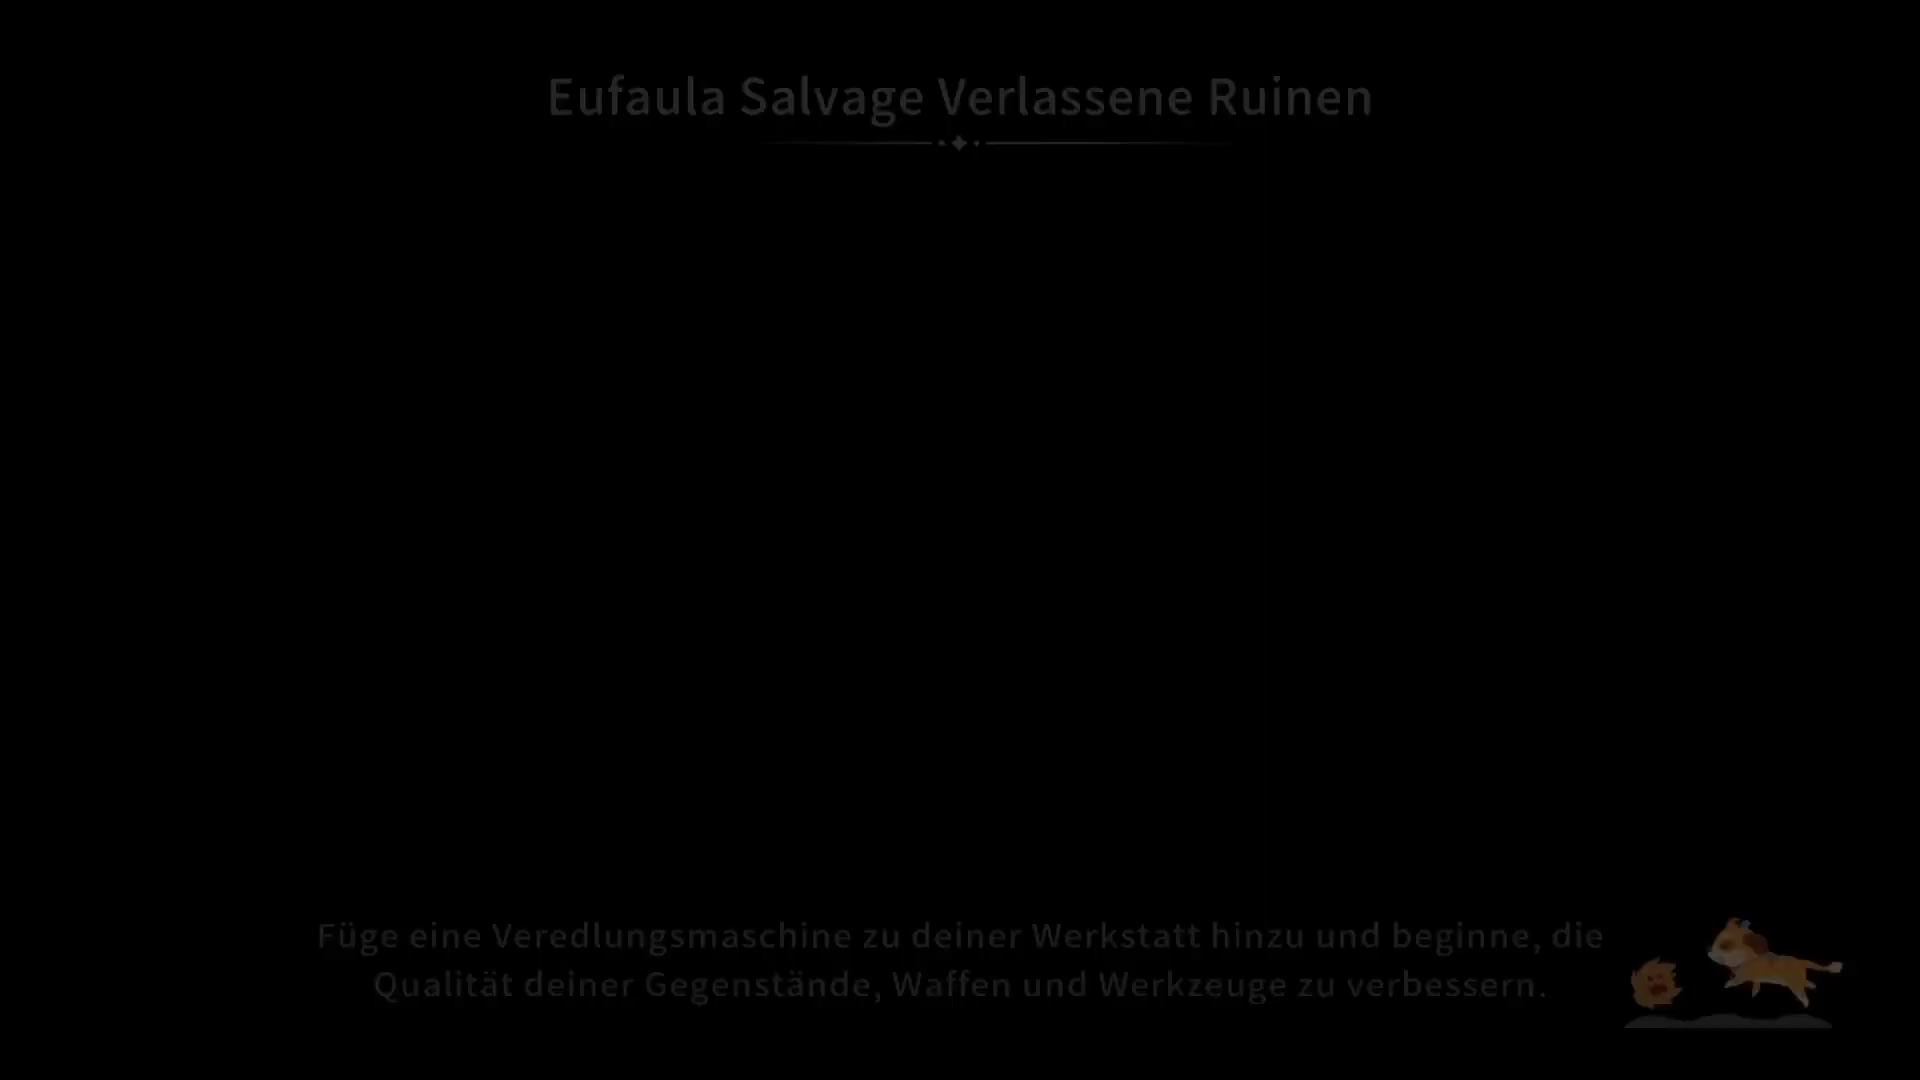 Eufaula Salvage Verlassene Ruinen
Füge eine Veredlungsmaschine zu deiner Werkstatt hinzu und beginne, die
Qualität deiner Gegenstände, Waffen und Werkzeuge zu verbessern.